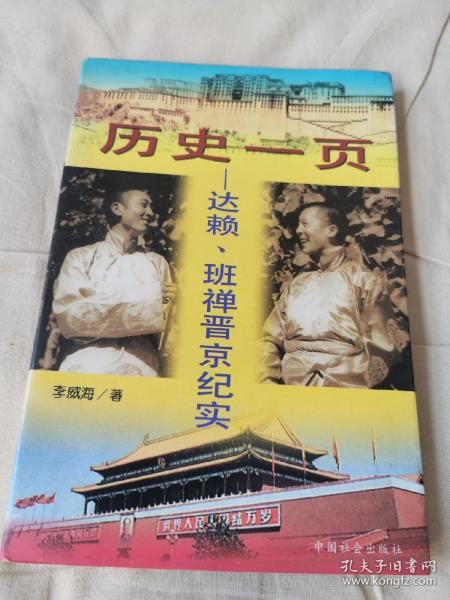 历史一页
—达赖、班禅晋京纪实
李威海/著
世界人民大团结万岁
中国社会出版社
孔夫子旧书网
www.kongfz.com